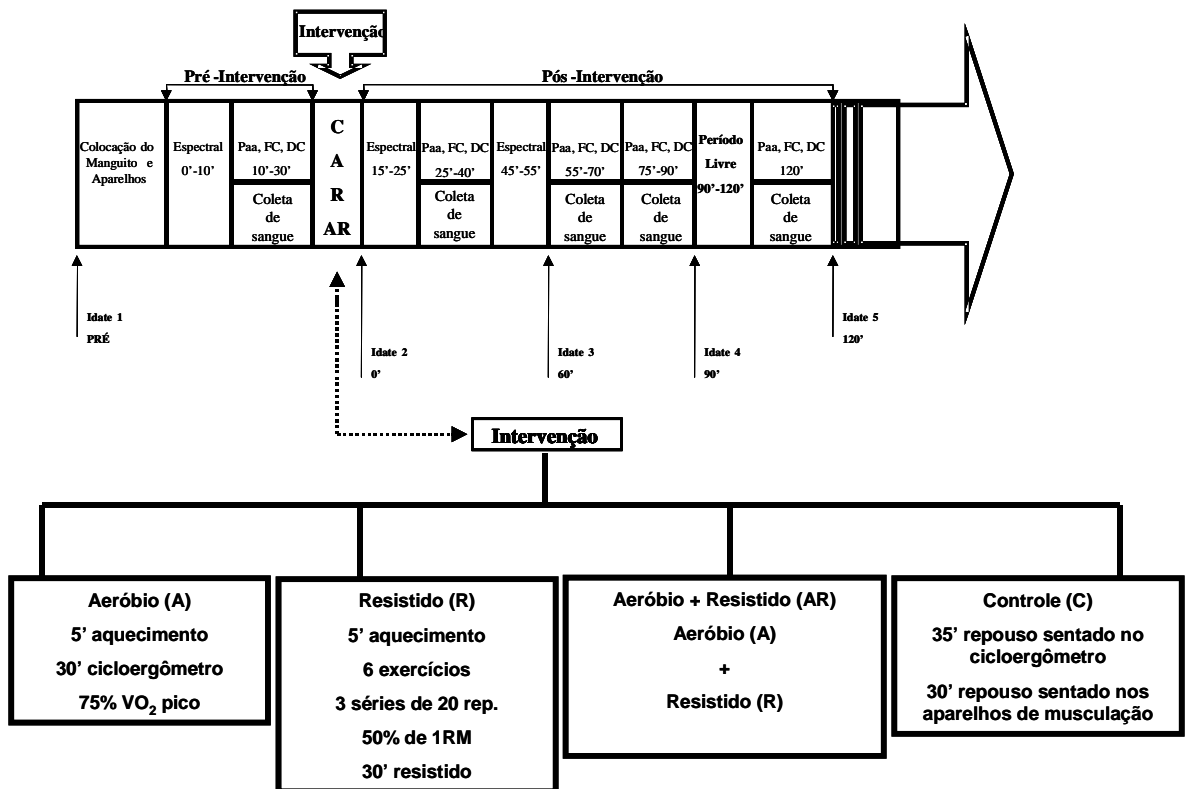 Intervenção
Pré -Intervenção
Pós -Intervenção
Colocação do
Manguito e
Aparelhos
Espectral
0’-10’
Paa, FC, DC
10’-30’
Coleta
de
sangue
C
A
R
AR
Espectral
15’-25’
Paa, FC, DC
25’-40’
Coleta
de
sangue
Espectral
45’-55’
Paa, FC, DC
55’-70’
Coleta
de
sangue
Paa, FC, DC
75’-90’
Coleta
de
sangue
Período
Livre
90’-120’
Paa, FC, DC
120’
Coleta
de
sangue
Idate 1
PRÉ
Idate 2
0’
Idate 3
60’
Idate 4
90’
Idate 5
120’
Intervenção
Aeróbio (A)
5’ aquecimento
30’ cicloergômetro
75% VO2 pico
Resistido (R)
5’ aquecimento
6 exercícios
3 séries de 20 rep.
50% de 1RM
30’ resistido
Aeróbio + Resistido (AR)
Aeróbio (A)
+
Resistido (R)
Controle (C)
35’ repouso sentado no
cicloergômetro
30’ repouso sentado nos
aparelhos de musculação